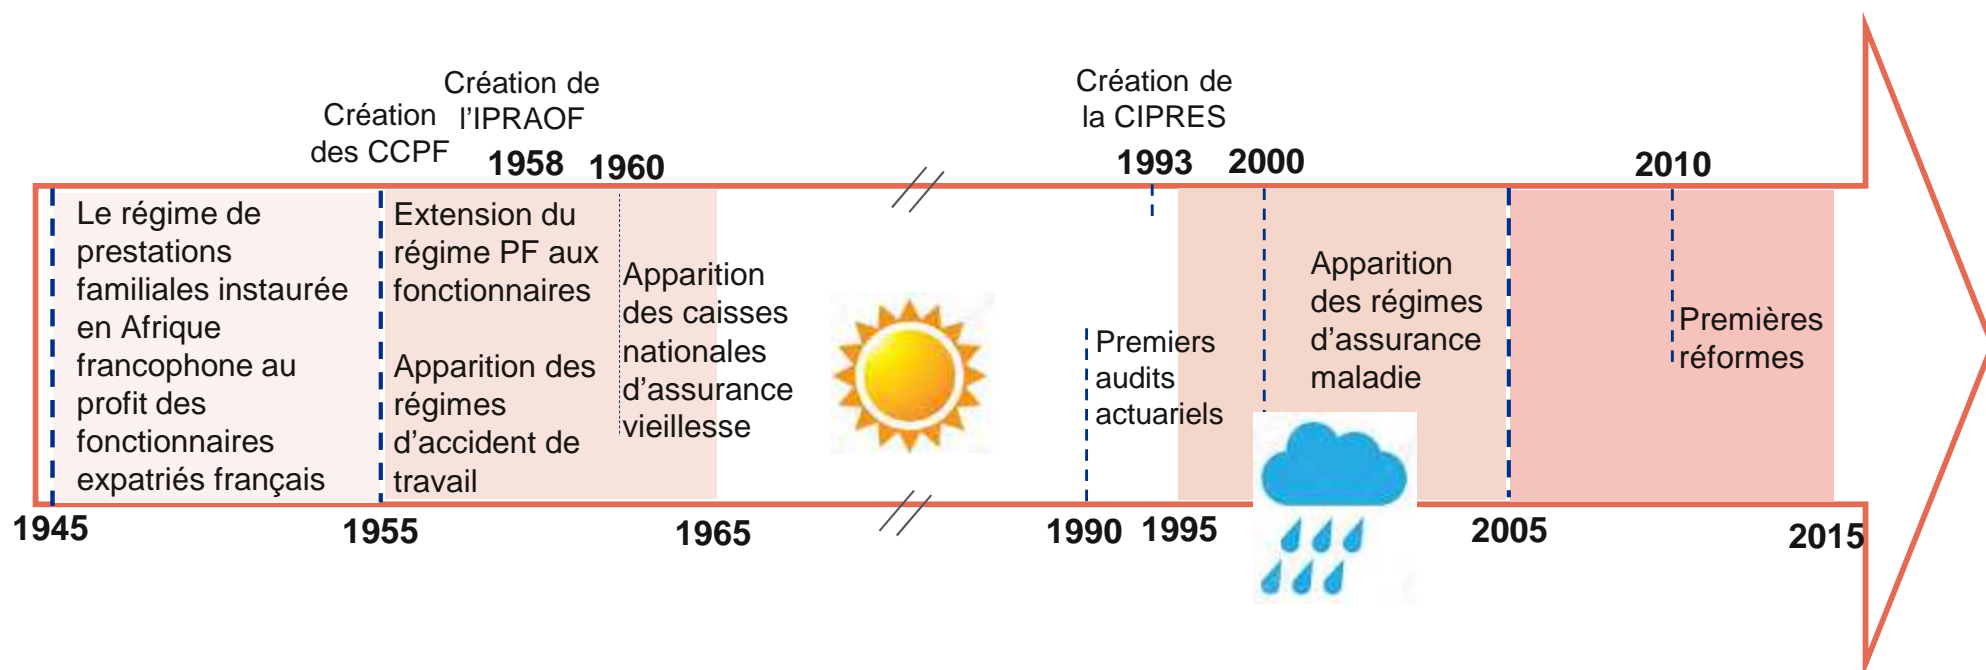 Création
des CCPF
Création de
l’IPRAOF
1958
1960
Création de
la CIPRES
1993
2000
2010
Le régime de
prestations
familiales instaurée
en Afrique
francophone au
profit des
fonctionnaires
expatriés français
Extension du
régime PF aux
fonctionnaires
Apparition des
régimes
d’accident de
travail
Apparition
des caisses
nationales
d’assurance
vieillesse
Premiers
audits
actuariels
Apparition
des régimes
d’assurance
maladie
Premières
réformes
1945
1955
1965
1990
1995
2005
2015